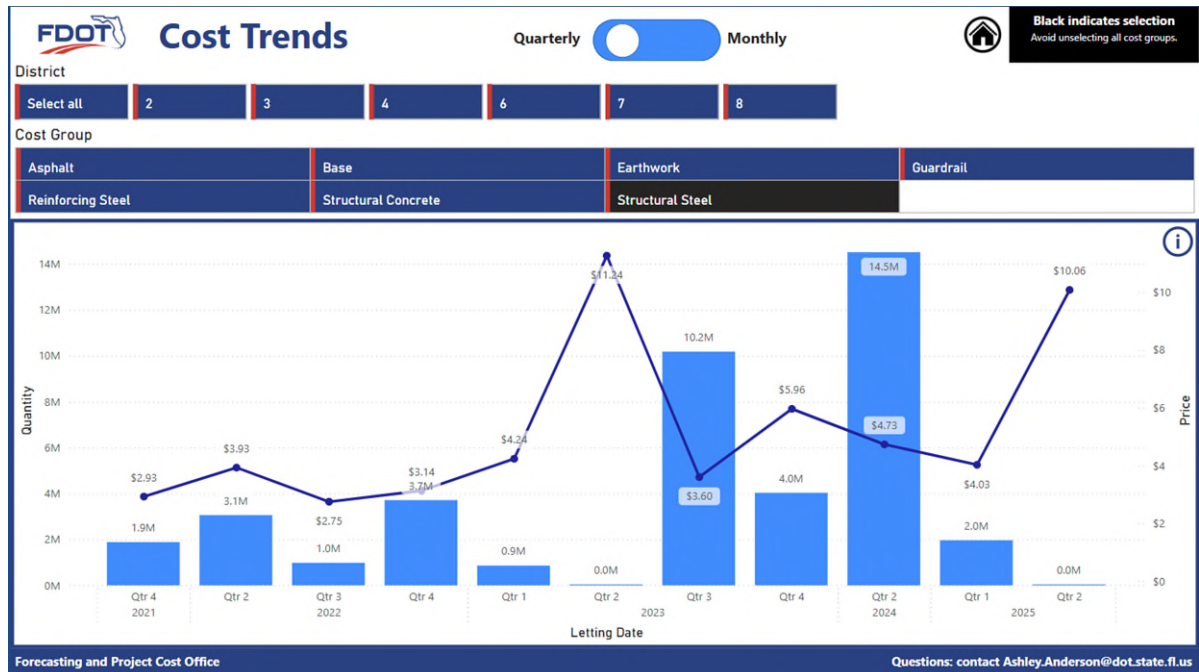 FDOT
Cost Trends
Quarterly
Monthly
Black indicates selection
Avoid unselecting all cost groups.
District
Select all
2
3
4
6
7
8
Cost Group
Asphalt
Base
Earthwork
Guardrail
Reinforcing Steel
Structural Concrete
Structural Steel
i
14M
12M
10M
8M
6M
4M
2M
0M
Quantity
$10
$8
$6
$4
$2
$0
Price
$2.93
$3.93
$2.75
$3.14
$4.24
$11.24
$3.60
$5.96
$4.73
$4.03
$10.06
1.9M
3.1M
1.0M
3.7M
0.9M
0.0M
10.2M
4.0M
14.5M
2.0M
0.0M
Qtr 4
Qtr 2
Qtr 3
Qtr 4
Qtr 1
Qtr 2
Qtr 3
Qtr 4
Qtr 2
Qtr 1
Qtr 2
2021
2022
2023
2024
2025
Letting Date
Forecasting and Project Cost Office
Questions: contact Ashley.Anderson@dot.state.fl.us